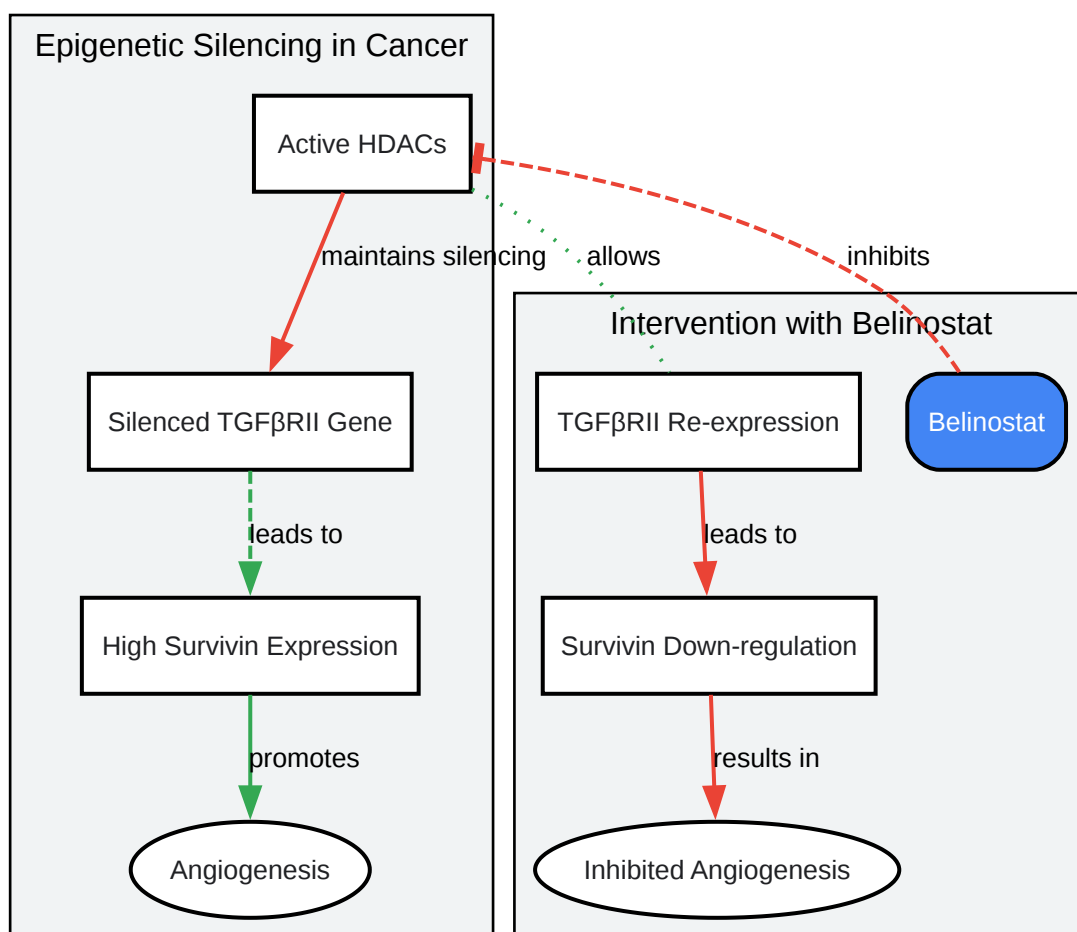 Epigenetic Silencing in Cancer
Active HDACs
maintains silencing
allows
inhibits
Intervention with Belinostat
Silenced TGFβRII Gene
TGFβRII Re-expression
Belinostat
leads to
leads to
High Survivin Expression
Survivin Down-regulation
promotes
results in
Angiogenesis
Inhibited Angiogenesis